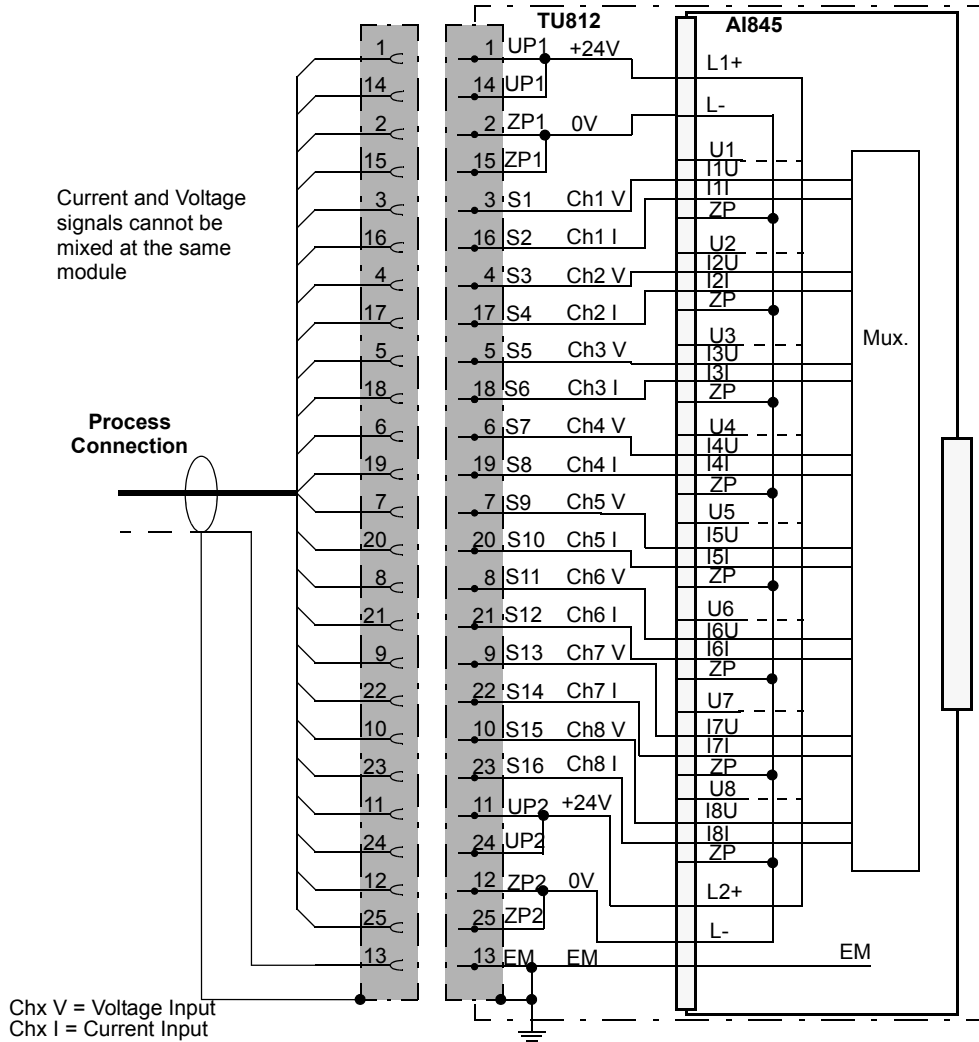 TU812
AI845
1
1 UP1 +24V
L1+
14
14 UP1
L-
2
2 ZP1 0V
15
15 ZP1
U1
I1U
I1I
ZP
Current and Voltage
signals cannot be
mixed at the same
module
3
3 S1 Ch1 V
16
16 S2 Ch1 I
U2
I2U
I2I
ZP
4
4 S3 Ch2 V
17
17 S4 Ch2 I
Mux.
U3
I3U
I3I
ZP
5
5 S5 Ch3 V
18
18 S6 Ch3 I
Process
Connection
6
6 S7 Ch4 V
U4
I4U
I4I
ZP
19
19 S8 Ch4 I
7
7 S9 Ch5 V
U5
I5U
I5I
ZP
20
20 S10 Ch5 I
8
8 S11 Ch6 V
U6
I6U
I6I
ZP
21
21 S12 Ch6 I
9
9 S13 Ch7 V
22
22 S14 Ch7 I
U7
I7U
I7I
ZP
10
10 S15 Ch8 V
23
23 S16 Ch8 I
U8
I8U
I8I
ZP
11
11 UP2 +24V
24
24 UP2
12
12 ZP2 0V
L2+
25
25 ZP2
L-
13
13 EM EM
EM
Chx V = Voltage Input
Chx I = Current Input